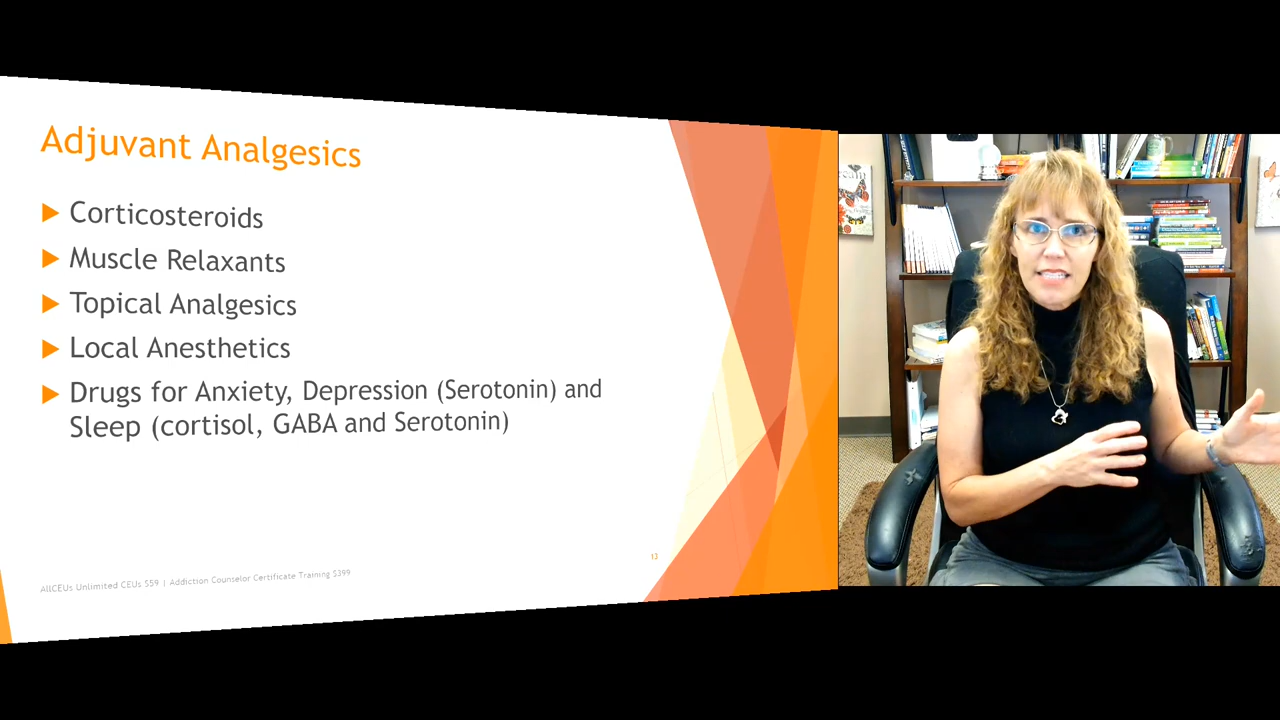 Adjuvant Analgesics
Corticosteroids
Muscle Relaxants
Topical Analgesics
Local Anesthetics
Drugs for Anxiety, Depression (Serotonin) and
Sleep (cortisol, GABA and Serotonin)
13
AllCEUs Unlimited CEUs $59 | Addiction Counselor Certificate Training $399